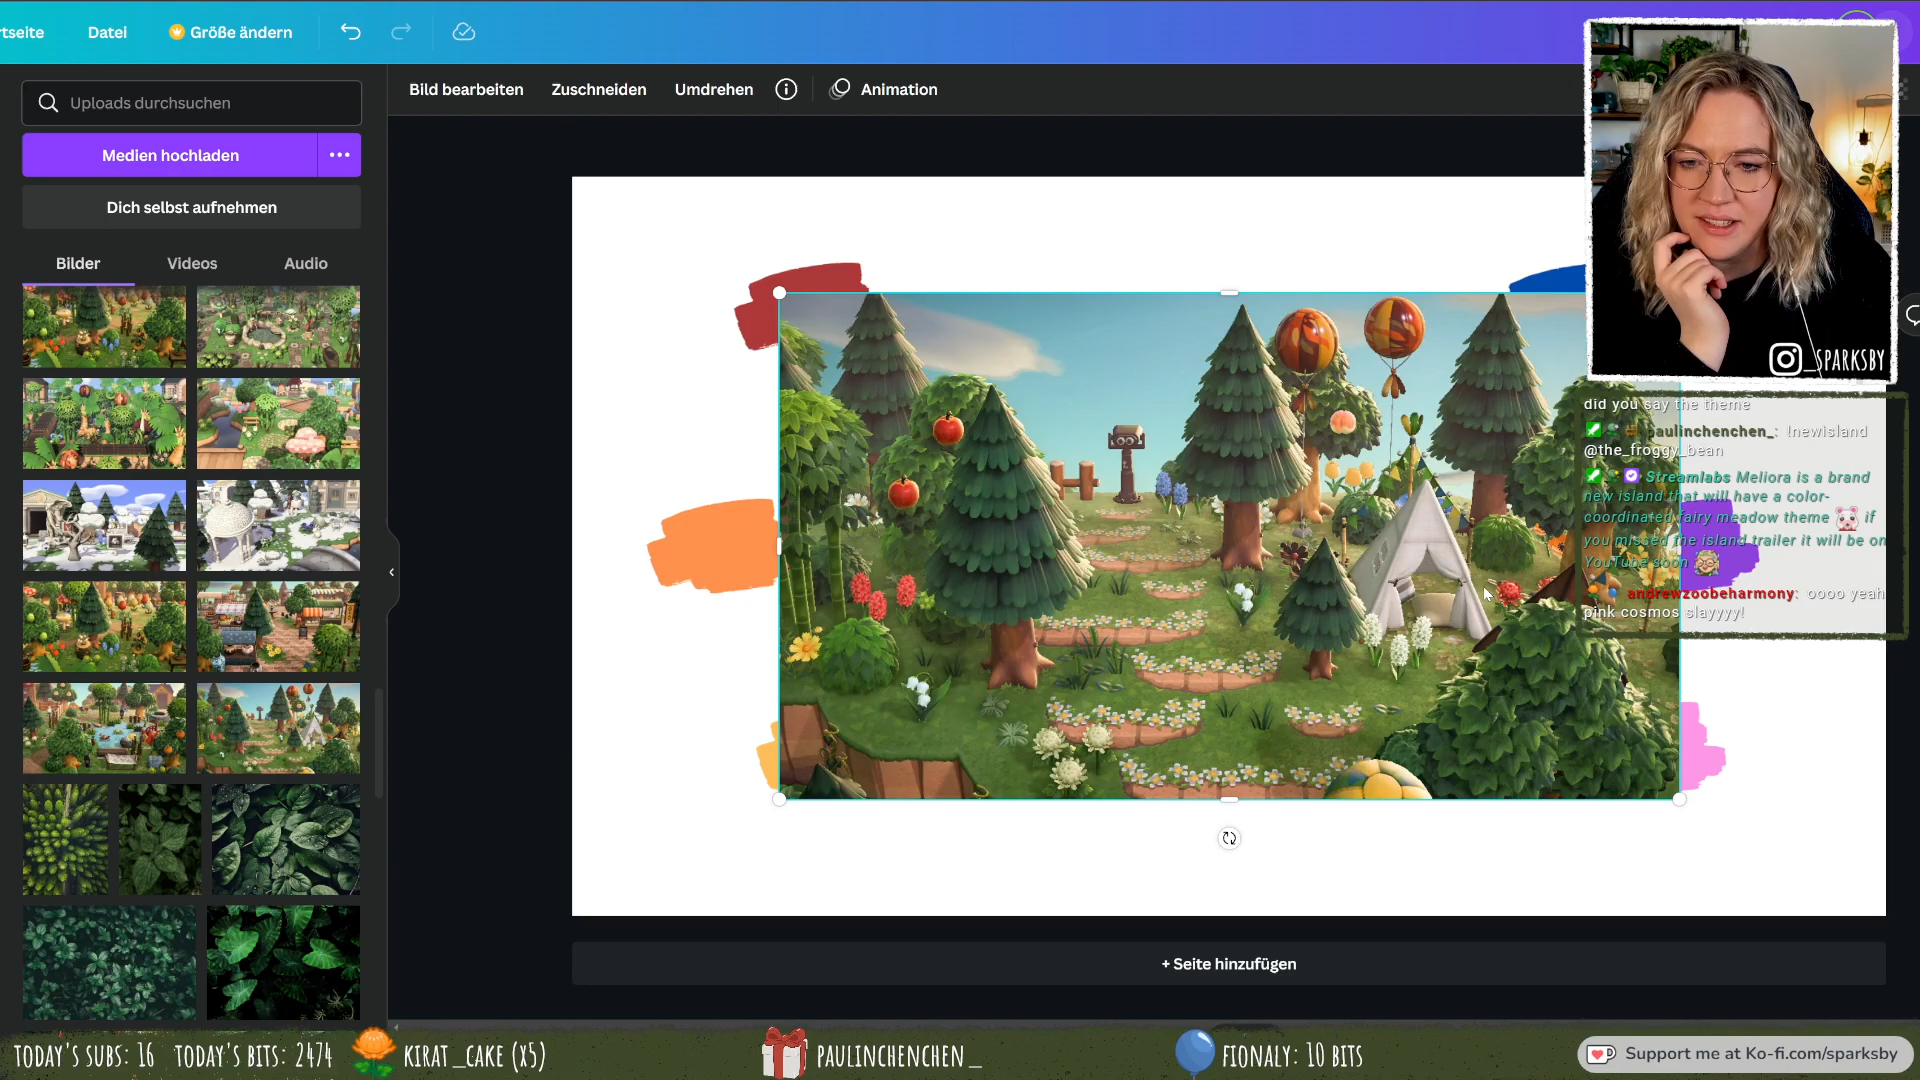 tseite
Datei
Größe ändern
Uploads durchsuchen
Medien hochladen
Dich selbst aufnehmen
Bilder
Videos
Audio
Bild bearbeiten
Zuschneiden
Umdrehen
Animation
_SPARKSBY
did you say the theme
paulinchenchen_: !newisland
@the_froggy_bean
Streamlabs Meliora is a brand
new island that will have a color-
coordinated fairy meadow theme if
you missed the island trailer it will be on
YouTube soon
andrewzoobeharmony: oooo yeah
pink cosmos slayyyy!
+ Seite hinzufügen
TODAY'S SUBS: 16 TODAY'S BITS: 2474
KIRAT_CAKE (X5)
PAULINCHENCHEN_
FIONALY: 10 BITS
Support me at Ko-fi.com/sparksby